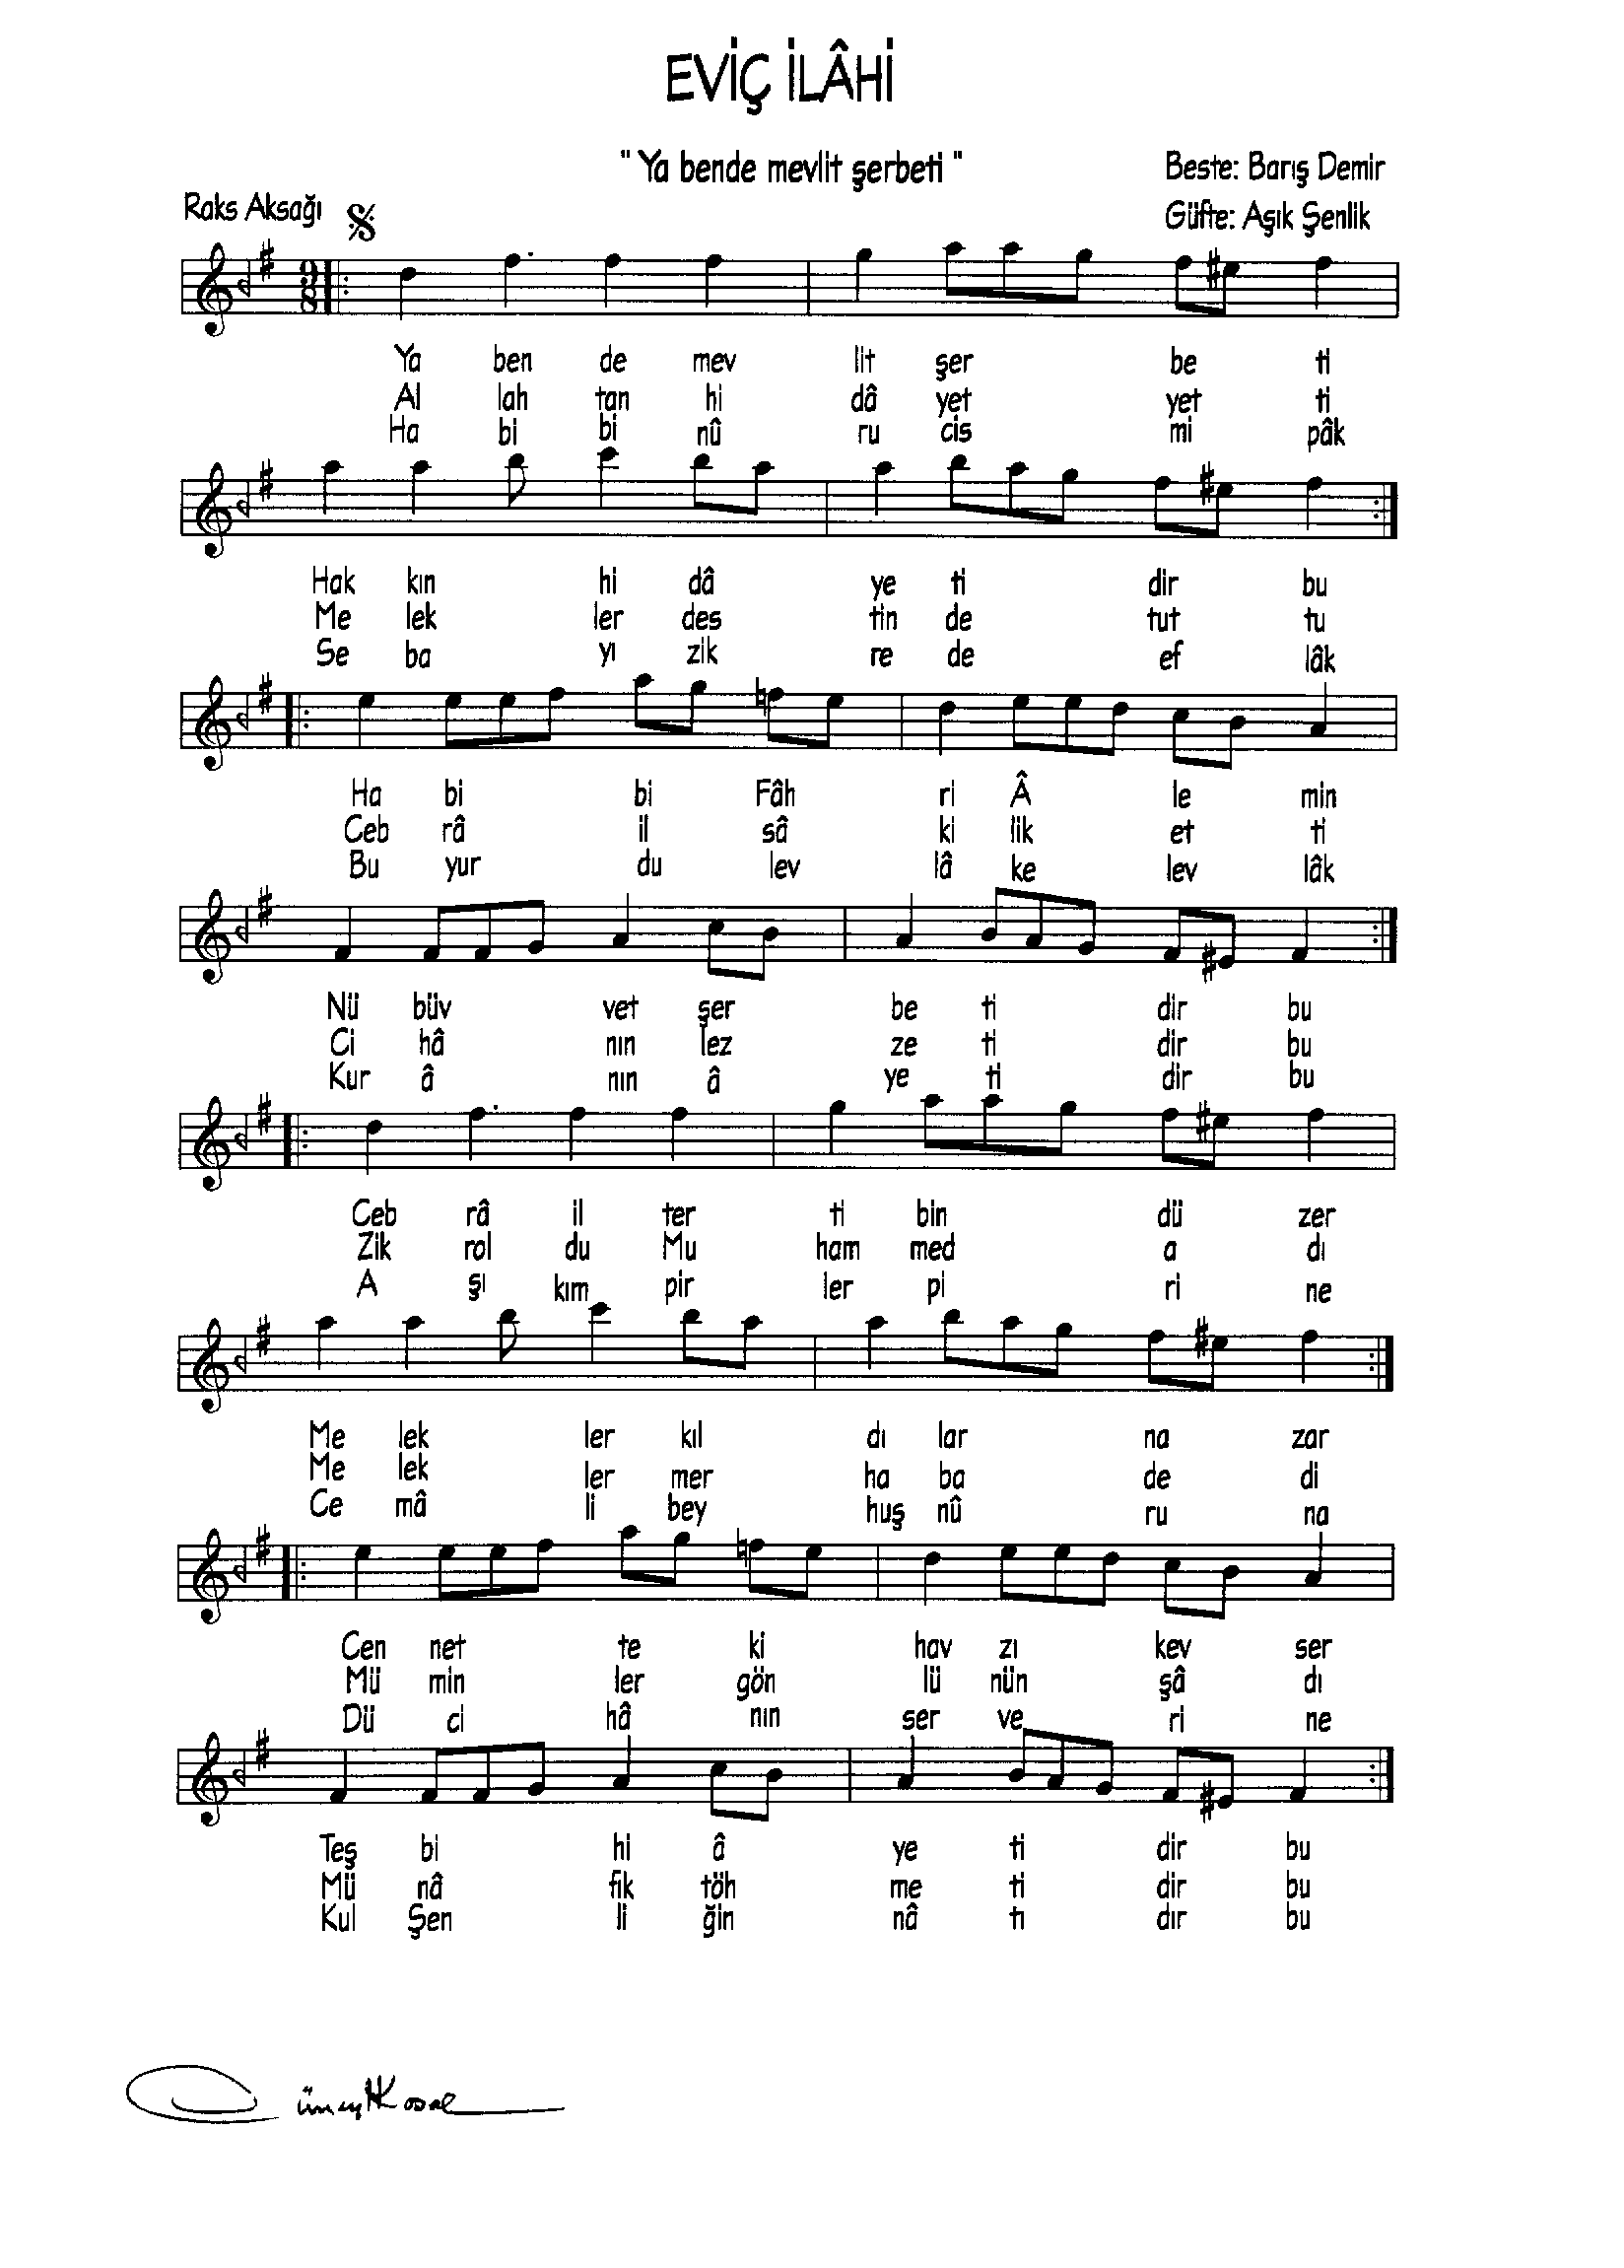 EVİÇ İLÂHİ
" Ya bende mevlit şerbeti "
Beste: Barış Demir
Raks Aksağı
Güfte: Aşık Şenlik
9
8
Ya ben de mev lit şer be ti
Al lah tan hi dâ yet yet ti
Ha bi bi nû ru cis mi pâk
Hak kın hi dâ ye ti dir bu
Me lek ler des tin de tut tu
Se ba yı zik re de ef lâk
Ha bi bi Fâh ri Â le min
Ceb râ il sâ ki lik et ti
Bu yur du lev lâ ke lev lâk
Nü büv vet şer be ti dir bu
Ci hâ nın lez ze ti dir bu
Kur â nın â ye ti dir bu
Ceb râ il ter ti bin dü zer
Zik rol du Mu ham med a dı
A şı kım pir ler pi ri ne
Me lek ler kıl dı lar na zar
Me lek ler mer ha ba de di
Ce mâ li bey huş nû ru na
Cen net te ki hav zı kev ser
Mü min ler gön lü nün şâ dı
Dü ci hâ nın ser ve ri ne
Teş bi hi â ye ti dir bu
Mü nâ fik töh me ti dir bu
Kul Şen li ğin nâ tı dır bu